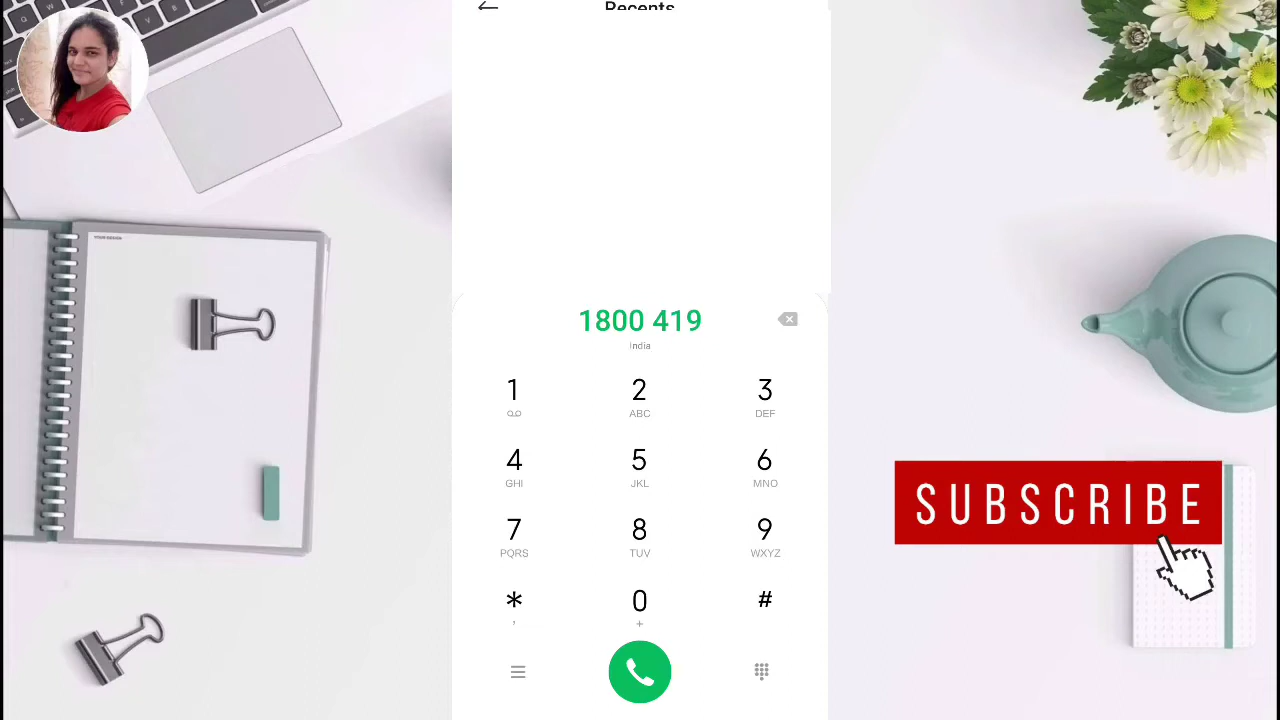 Recents
1800 419
India
1
2
ABC
3
DEF
4
GHI
5
JKL
6
MNO
7
PQRS
8
TUV
9
WXYZ
*
,
0
+
#
SUBSCRIBE